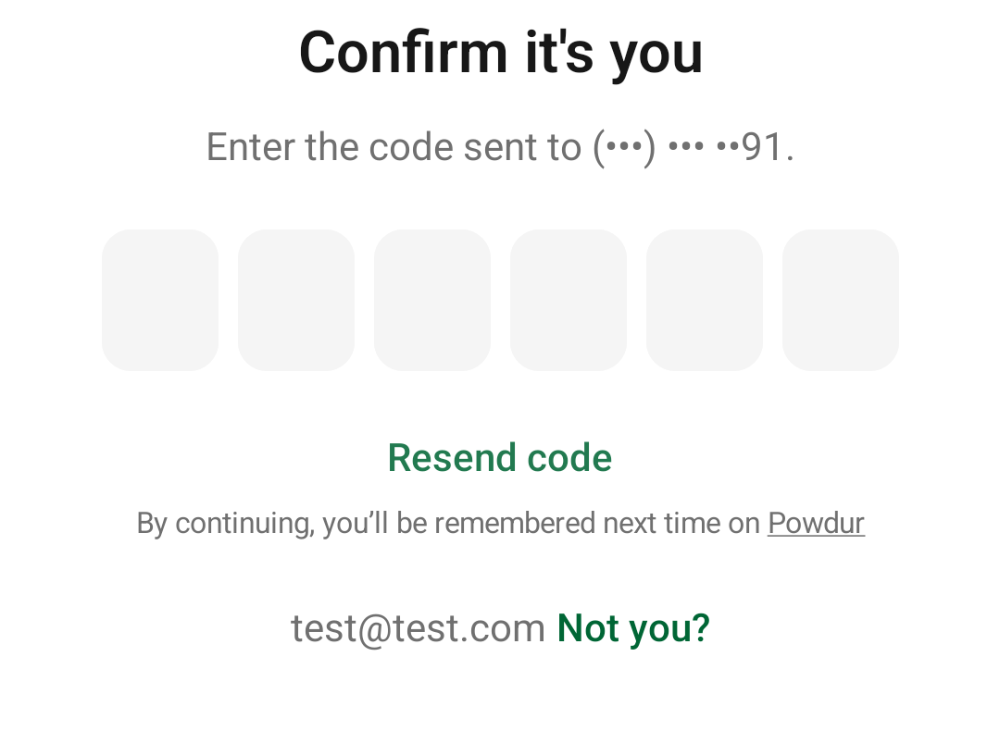 Confirm it's you
Enter the code sent to (•••) ••• ••91.
Resend code
By continuing, you’ll be remembered next time on Powdur
test@test.com Not you?